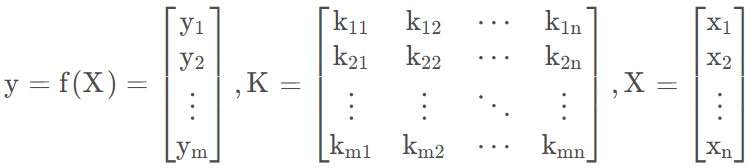 y = f(X) = [y₁ y₂ ⋮ yₘ], K = [k₁₁ k₁₂ ⋯ k₁ₙ; k₂₁ k₂₂ ⋯ k₂ₙ; ⋮ ⋮ ⋱ ⋮; kₘ₁ kₘ₂ ⋯ kₘₙ], X = [x₁ x₂ ⋮ xₙ]